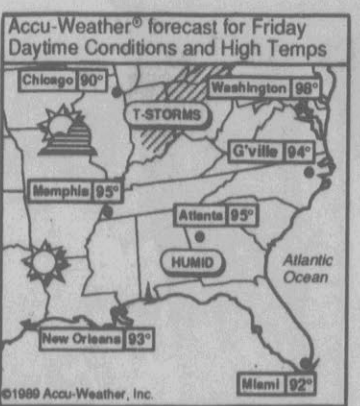 Accu-Weather® forecast for Friday
Daytime Conditions and High Temps
Chicago 90°
Washington 98°
T-STORMS
G'ville 94°
Memphis 95°
Atlanta 95°
HUMID
Atlantic
Ocean
New Orleans 93°
Miami 92°
©1989 Accu-Weather, Inc.